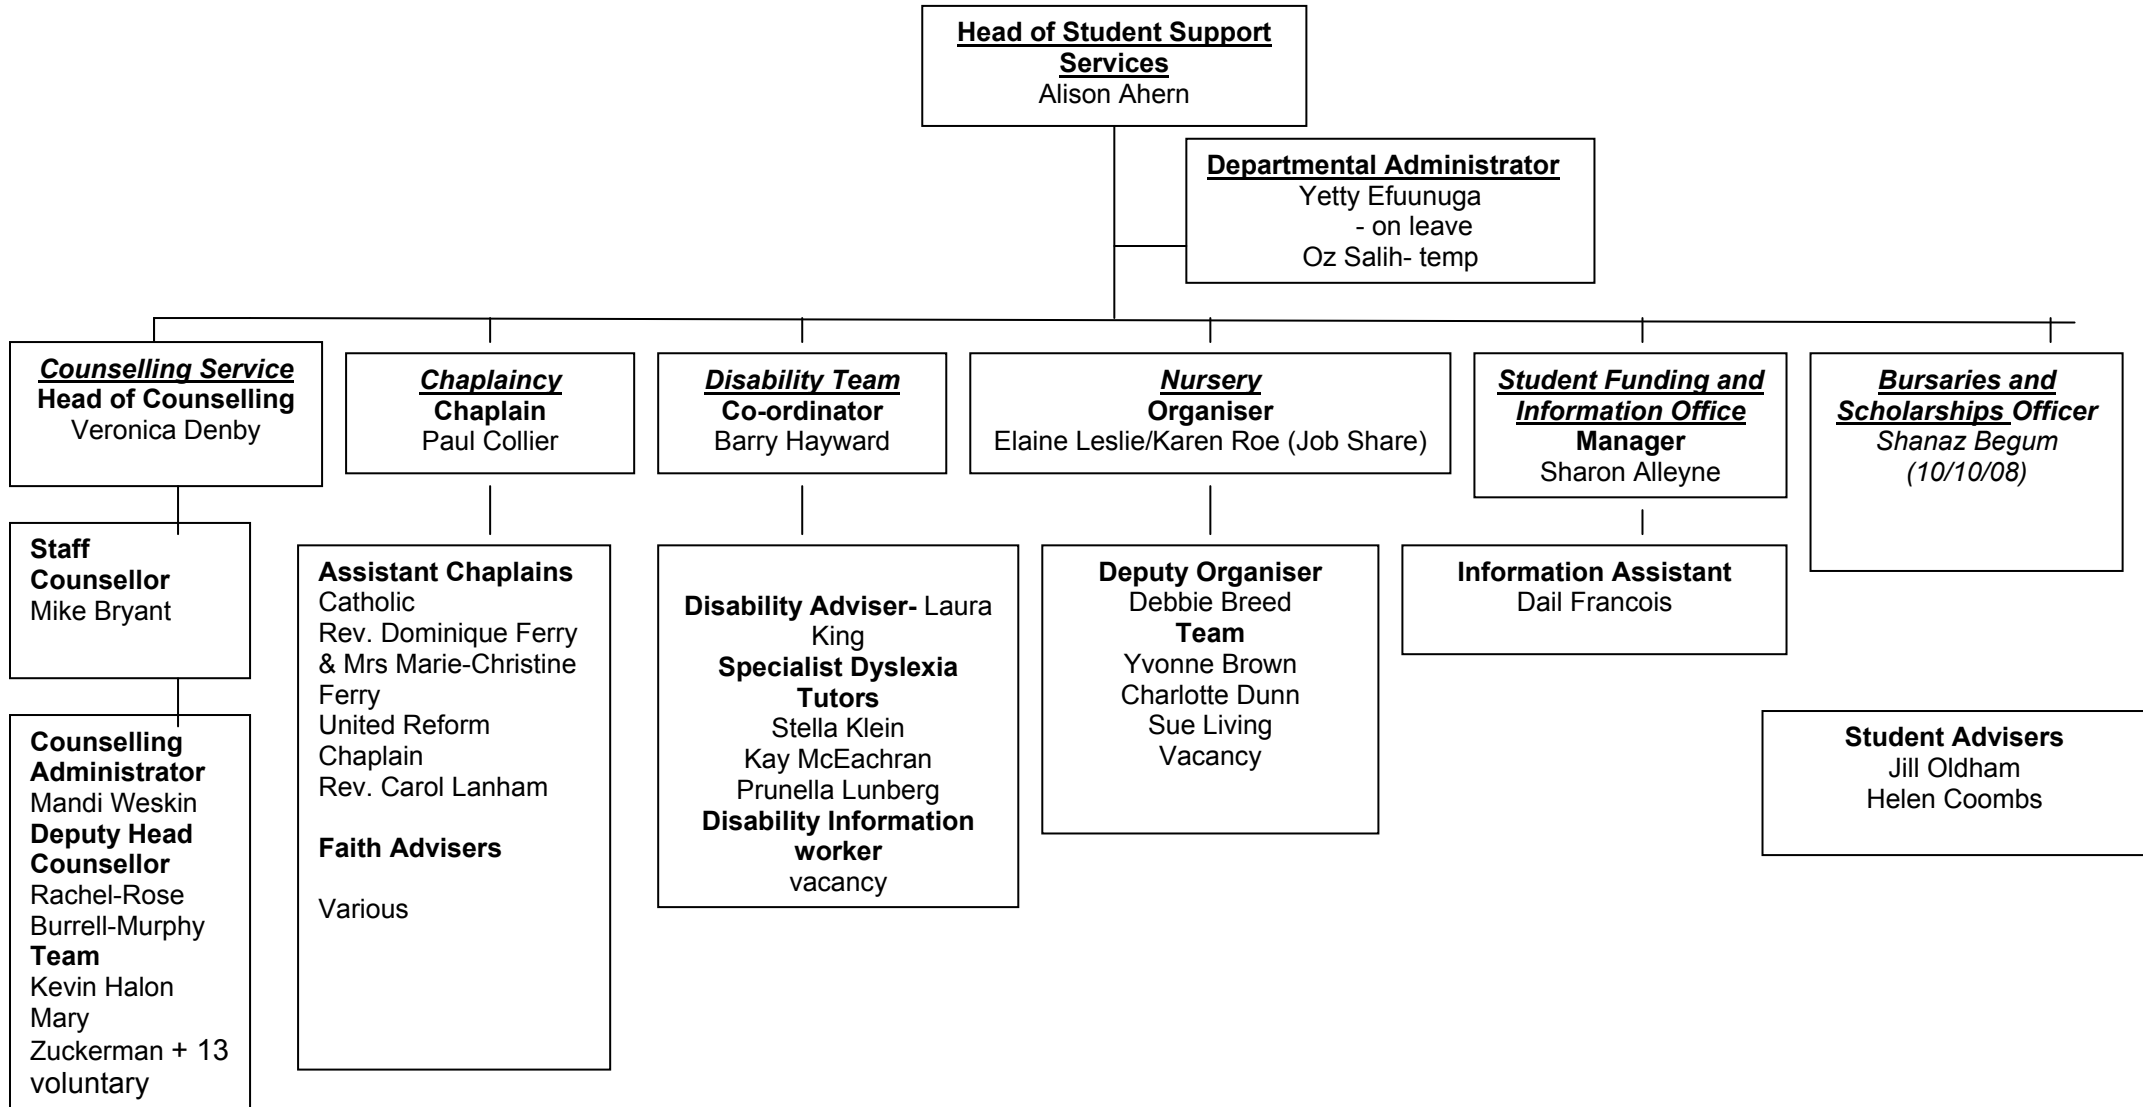 Head of Student Support
Services
Alison Ahern
Departmental Administrator
Yetty Efuunuga
- on leave
Oz Salih- temp
Counselling Service
Head of Counselling
Veronica Denby
Chaplaincy
Chaplain
Paul Collier
Disability Team
Co-ordinator
Barry Hayward
Nursery
Organiser
Elaine Leslie/Karen Roe (Job Share)
Student Funding and
Information Office
Manager
Sharon Alleyne
Bursaries and
Scholarships Officer
Shanaz Begum
(10/10/08)
Staff
Counsellor
Mike Bryant
Counselling
Administrator
Mandi Weskin
Deputy Head
Counsellor
Rachel-Rose
Burrell-Murphy
Team
Kevin Halon
Mary
Zuckerman + 13
voluntary
Assistant Chaplains
Catholic
Rev. Dominique Ferry
& Mrs Marie-Christine
Ferry
United Reform
Chaplain
Rev. Carol Lanham
Faith Advisers
Various
Disability Adviser- Laura
King
Specialist Dyslexia
Tutors
Stella Klein
Kay McEachran
Prunella Lunberg
Disability Information
worker
vacancy
Deputy Organiser
Debbie Breed
Team
Yvonne Brown
Charlotte Dunn
Sue Living
Vacancy
Information Assistant
Dail Francois
Student Advisers
Jill Oldham
Helen Coombs